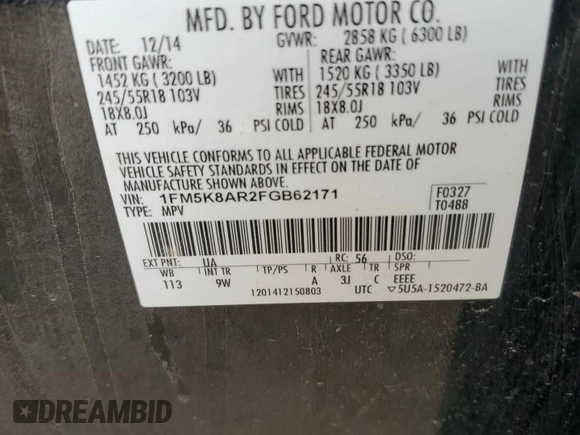 MFD. BY FORD MOTOR CO.
DATE: 12/14 GVWR: 2858 KG ( 6300 LB)
FRONT GAWR: REAR GAWR:
1452 KG ( 3200 LB) WITH 1520 KG ( 3350 LB) WITH
245/55R18 103V TIRES 245/55R18 103V TIRES
18X8.0J RIMS 18X8.0J RIMS
AT 250 kPa/ 36 PSI COLD AT 250 kPa/ 36 PSI COLD
THIS VEHICLE CONFORMS TO ALL APPLICABLE FEDERAL MOTOR
VEHICLE SAFETY STANDARDS IN EFFECT ON THE DATE OF
MANUFACTURE SHOWN ABOVE.
VIN: 1FM5K8AR2FGB62171 F0327
TYPE: MPV T0488
EXT PNT: UA RC: 56 DSO:
WB INT TR TP/PS R AXLE TR SPR
113 9W A 3J C EEEE
1201412150803 UTC ▽5U5A-1520472-BA
DREAMBID